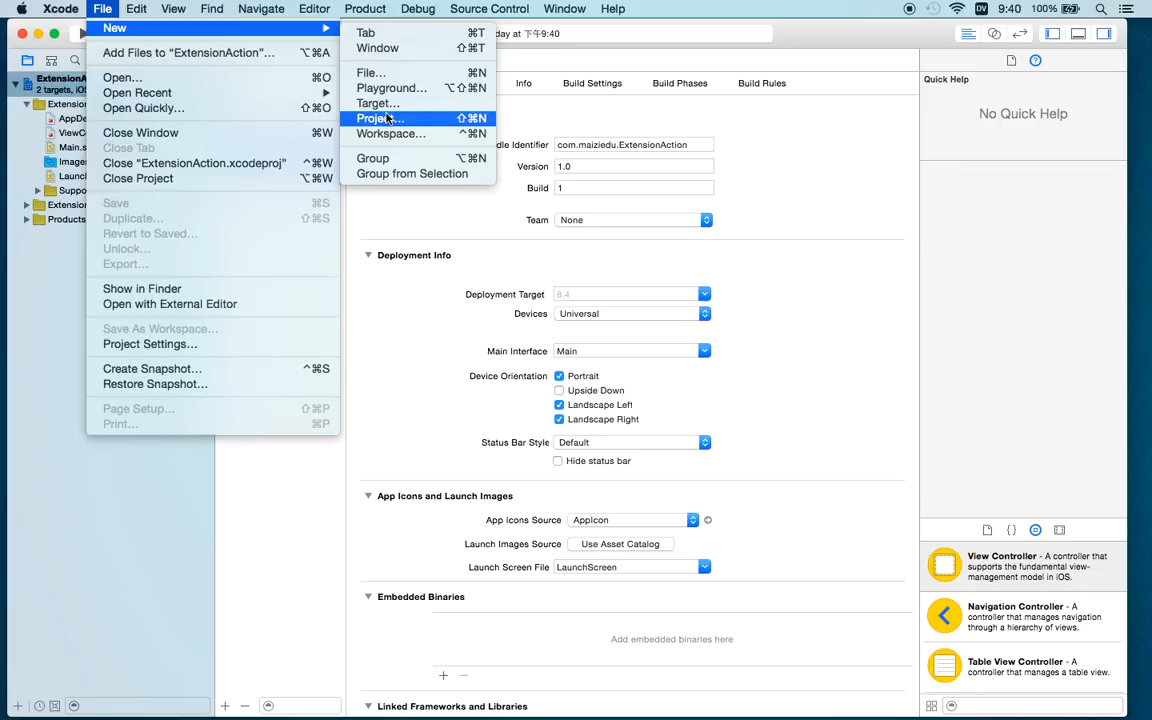 Xcode File Edit View Find Navigate Editor Product Debug Source Control Window Help 9:40 100%
New
Add Files to “ExtensionAction”... ⌥⌘A
Open... ⌘O
Open Recent
Open Quickly... ⇧⌘O
Close Window ⌘W
Close Tab
Close “ExtensionAction.xcodeproj” ^⌘W
Close Project ⌥⌘W
Save ⌘S
Duplicate... ⇧⌘S
Revert to Saved...
Unlock...
Export...
Show in Finder
Open with External Editor
Save As Workspace...
Project Settings...
Create Snapshot... ^⌘S
Restore Snapshot...
Page Setup... ⇧⌘P
Print... ⌘P
Tab ⌘T
Window ⇧⌘T
File... ⌘N
Playground... ⌥⇧⌘N
Target...
Project... ⇧⌘N
Workspace... ^⌘N
Group ⌥⌘N
Group from Selection
ExtensionA
2 targets, iOS
Extension
AppDe
ViewC
Main.s
Images
Launc
Suppo
Extension
Products
day at 下午9:40
Info Build Settings Build Phases Build Rules
dle Identifier com.maiziedu.ExtensionAction
Version 1.0
Build 1
Team None
Deployment Info
Deployment Target 8.4
Devices Universal
Main Interface Main
Device Orientation Portrait
Upside Down
Landscape Left
Landscape Right
Status Bar Style Default
Hide status bar
App Icons and Launch Images
App Icons Source AppIcon
Launch Images Source Use Asset Catalog
Launch Screen File LaunchScreen
Embedded Binaries
Add embedded binaries here
Linked Frameworks and Libraries
Quick Help
No Quick Help
View Controller - A controller that
supports the fundamental view-
management model in iOS.
Navigation Controller - A
controller that manages navigation
through a hierarchy of views.
Table View Controller - A
controller that manages a table view.